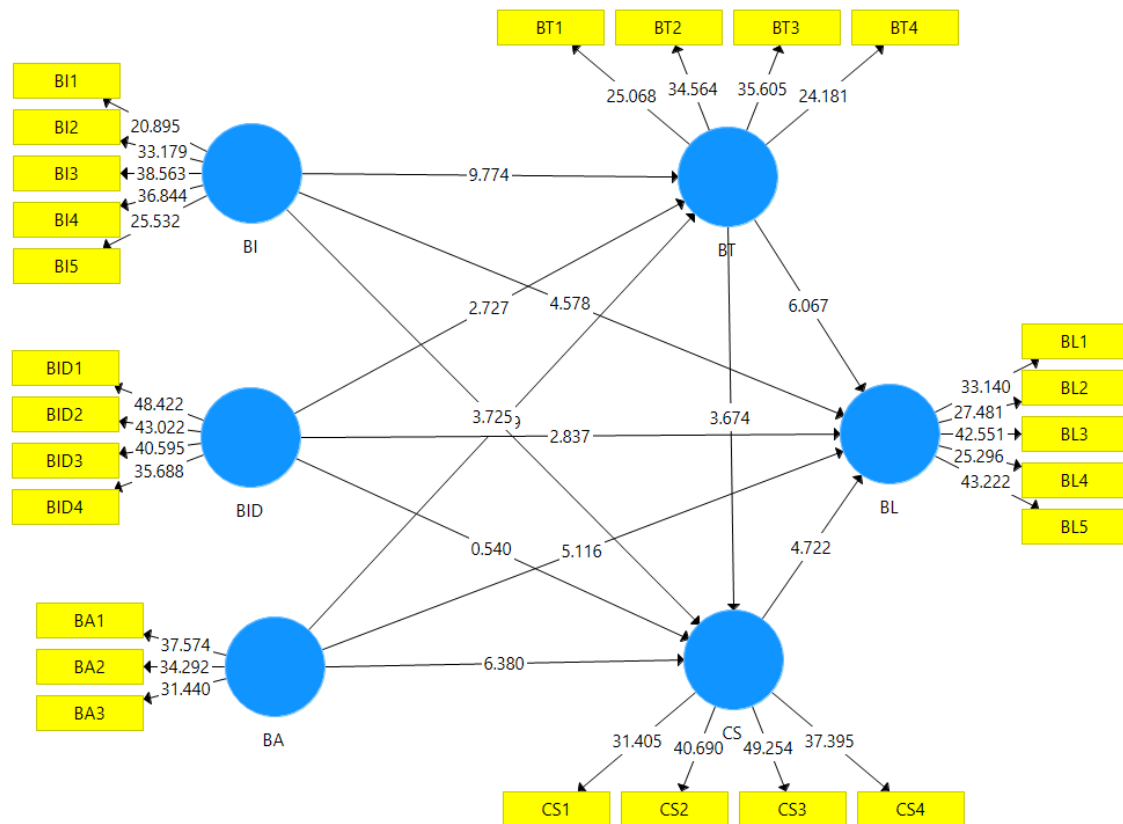 BT1 BT2 BT3 BT4
25.068 34.564 35.605 24.181
BI1
BI2
BI3
BI4
BI5
20.895
33.179
38.563
36.844
25.532
BI
9.774
BT
2.727
4.578
6.067
BID1
BID2
BID3
BID4
48.422
43.022
40.595
35.688
BID
3.725
2.837
3.674
BL1
BL2
BL3
BL4
BL5
33.140
27.481
42.551
25.296
43.222
BL
0.540
5.116
4.722
BA1
BA2
BA3
37.574
34.292
31.440
BA
6.380
CS
31.405 40.690 49.254 37.395
CS1 CS2 CS3 CS4